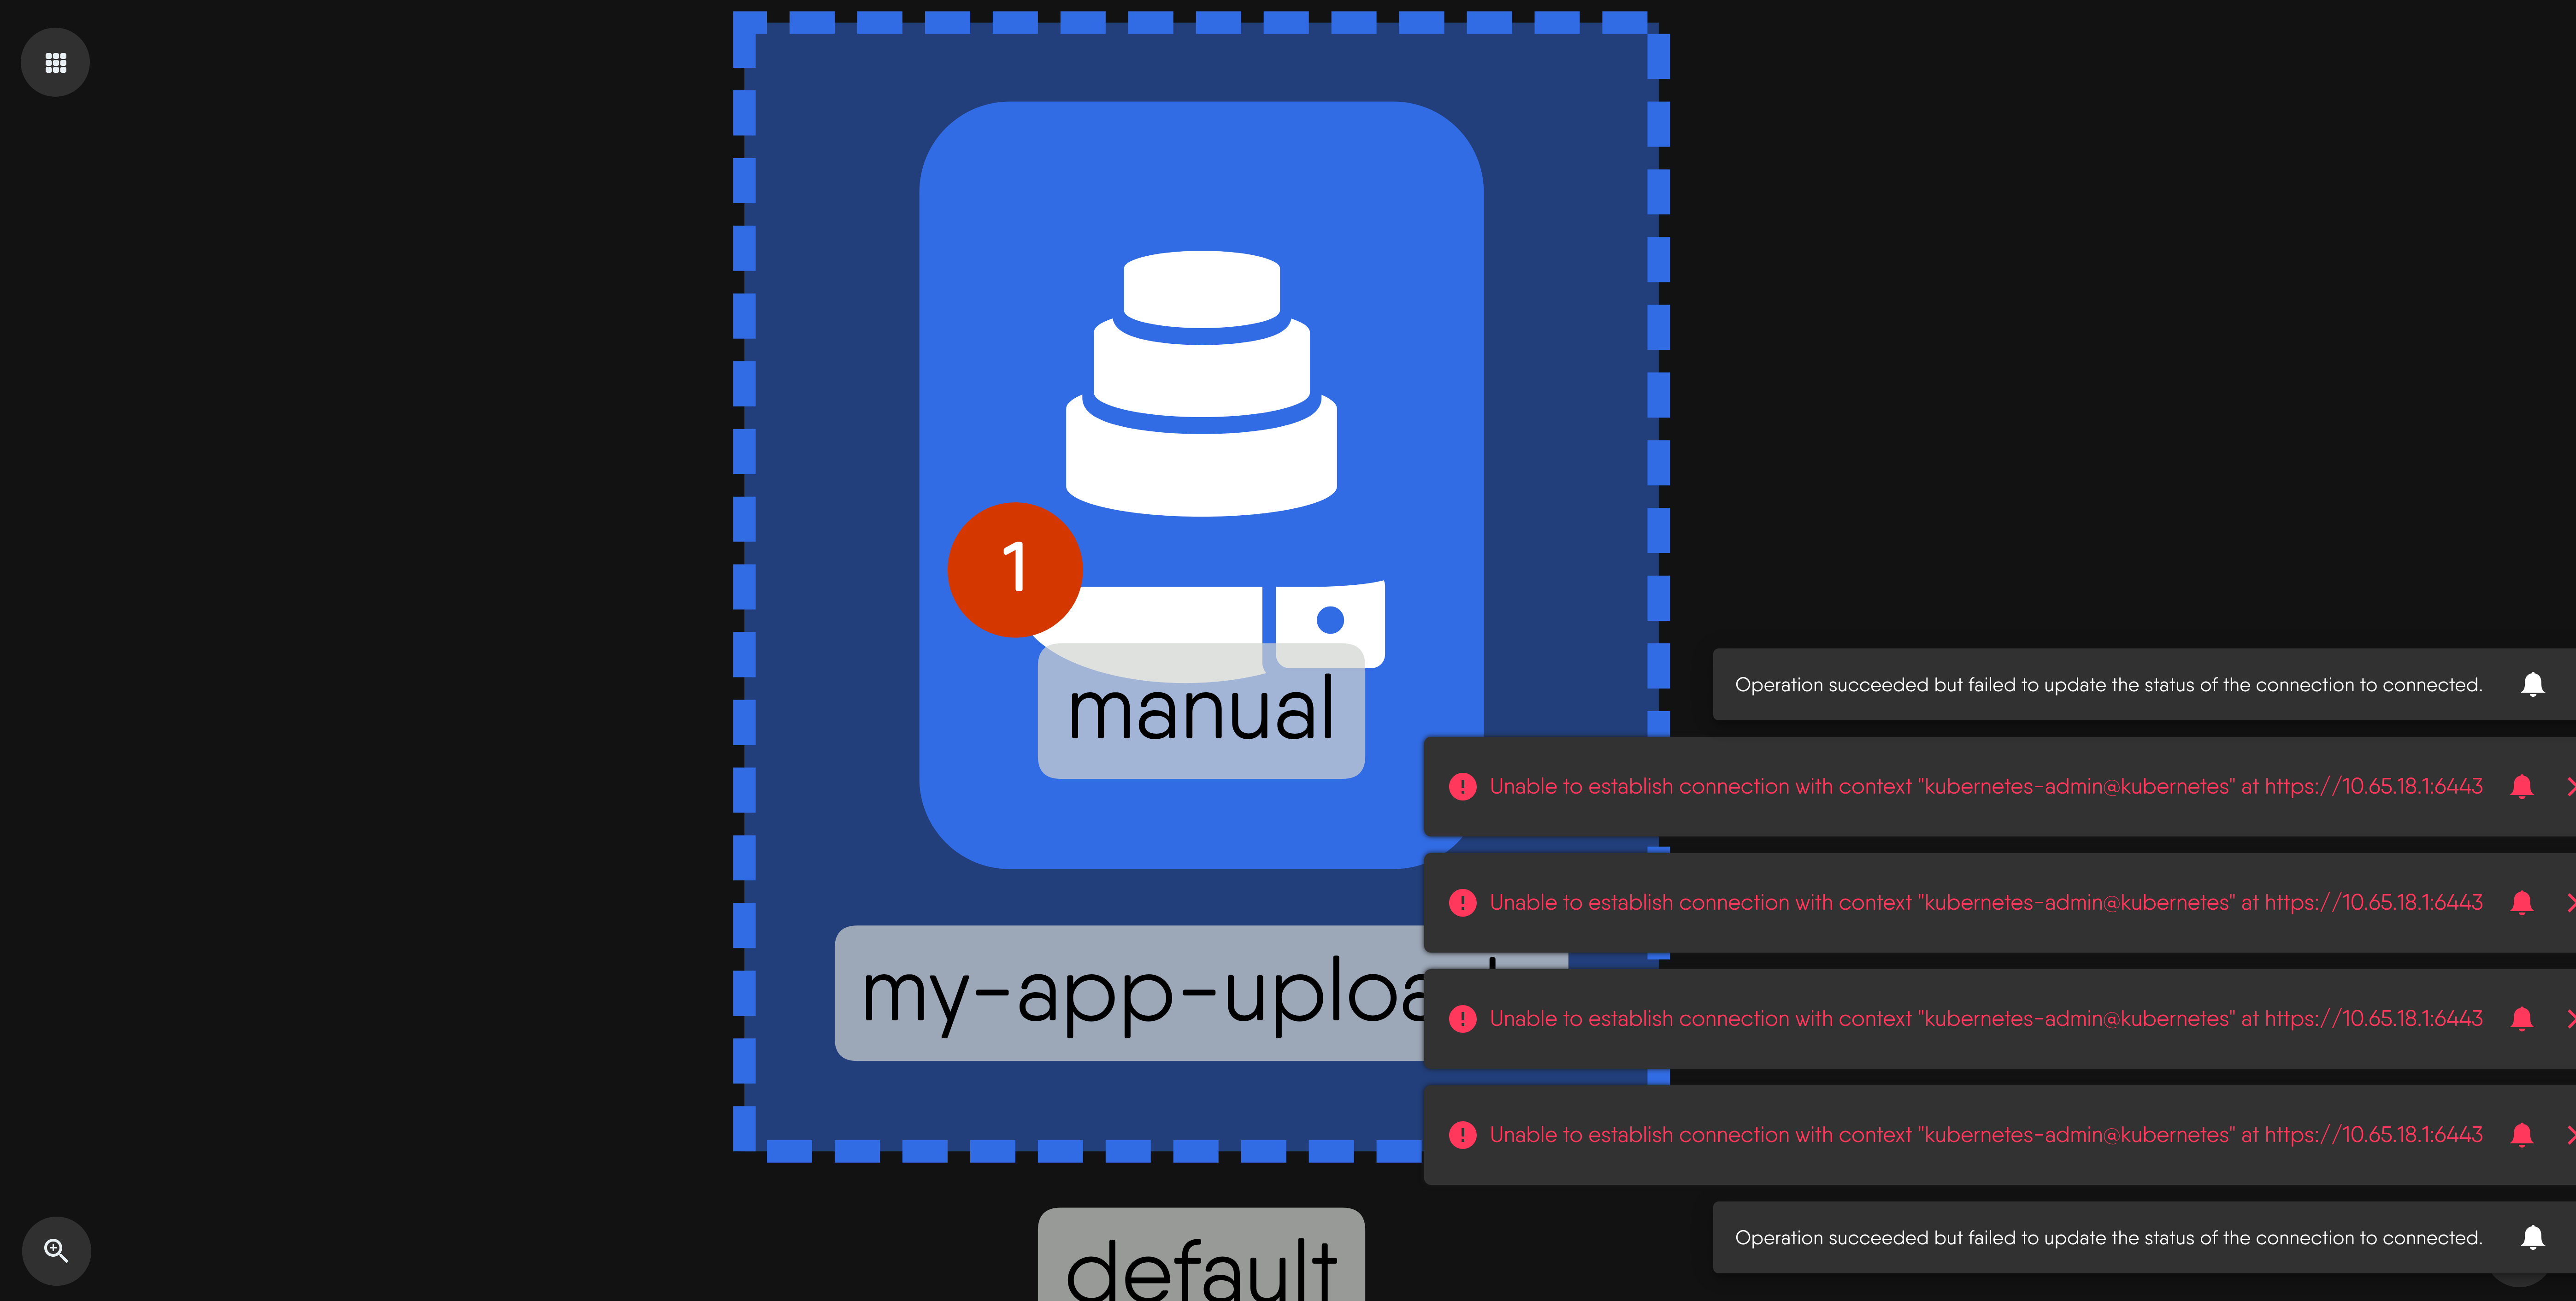 1
manual
Operation succeeded but failed to update the status of the connection to connected.
Unable to establish connection with context "kubernetes-admin@kubernetes" at https://10.65.18.1:6443
Unable to establish connection with context "kubernetes-admin@kubernetes" at https://10.65.18.1:6443
my-app-uploa
Unable to establish connection with context "kubernetes-admin@kubernetes" at https://10.65.18.1:6443
Unable to establish connection with context "kubernetes-admin@kubernetes" at https://10.65.18.1:6443
Operation succeeded but failed to update the status of the connection to connected.
default